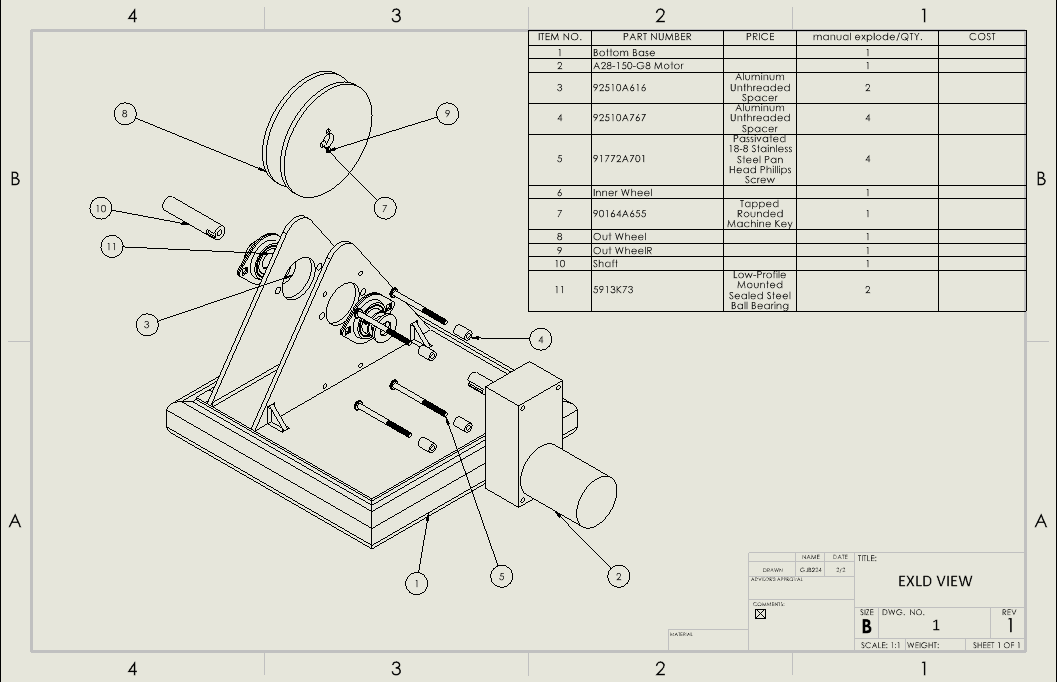 4 3 2 1
ITEM NO. PART NUMBER PRICE manual explode/QTY. COST
1 Bottom Base 1
2 A28-150-G8 Motor 1
3 92510A616 Aluminum Unthreaded Spacer 2
4 92510A767 Aluminum Unthreaded Spacer 4
5 91772A701 Passivated 18-8 Stainless Steel Pan Head Phillips Screw 4
6 Inner Wheel 1
7 90164A655 Tapped Rounded Machine Key 1
8 Out Wheel 1
9 Out WheelR 1
10 Shaft 1
11 5913K73 Low-Profile Mounted Sealed Steel Ball Bearing 2
8
9
B
B
10
7
11
3
4
A
A
1
5
2
NAME DATE
DRAWN GJB234 2/2
ADVISOR'S APPROVAL
COMMENTS:
MATERIAL
TITLE:
EXLD VIEW
SIZE DWG. NO. REV
B 1 1
SCALE: 1:1 WEIGHT: SHEET 1 OF 1
4 3 2 1